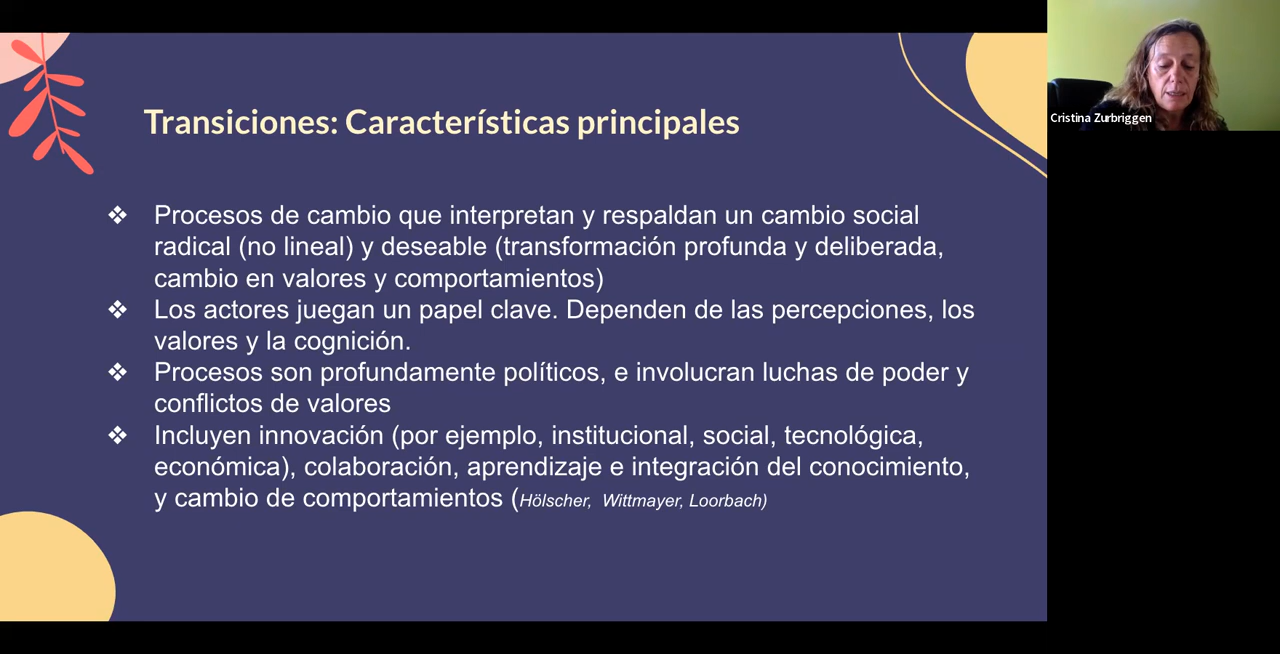 Transiciones: Características principales
❖ Procesos de cambio que interpretan y respaldan un cambio social
radical (no lineal) y deseable (transformación profunda y deliberada,
cambio en valores y comportamientos)
❖ Los actores juegan un papel clave. Dependen de las percepciones, los
valores y la cognición.
❖ Procesos son profundamente políticos, e involucran luchas de poder y
conflictos de valores
❖ Incluyen innovación (por ejemplo, institucional, social, tecnológica,
económica), colaboración, aprendizaje e integración del conocimiento,
y cambio de comportamientos (Hölscher, Wittmayer, Loorbach)
Cristina Zurbriggen